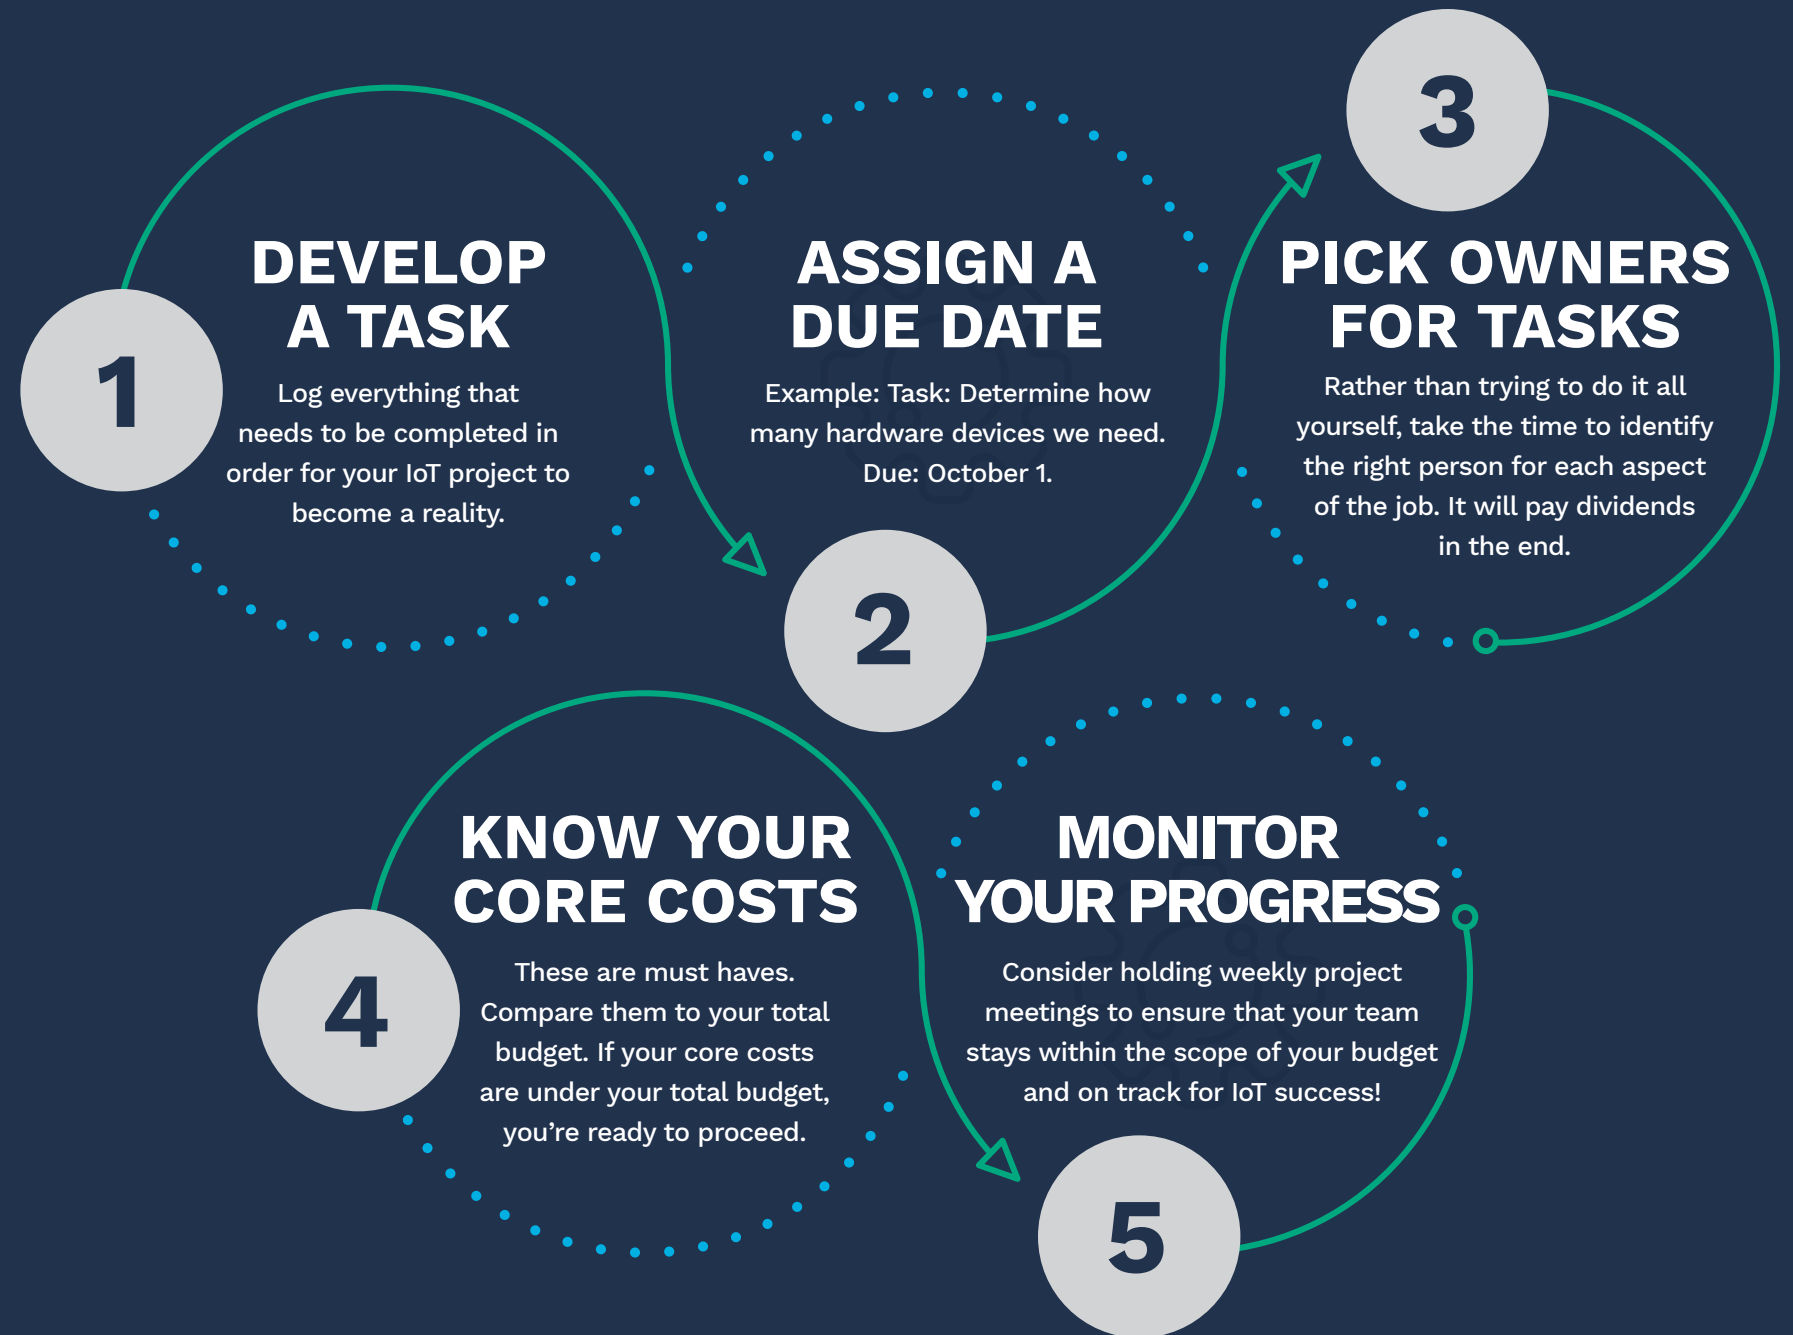 1
DEVELOP
A TASK
Log everything that
needs to be completed in
order for your IoT project to
become a reality.
2
ASSIGN A
DUE DATE
Example: Task: Determine how
many hardware devices we need.
Due: October 1.
3
PICK OWNERS
FOR TASKS
Rather than trying to do it all
yourself, take the time to identify
the right person for each aspect
of the job. It will pay dividends
in the end.
4
KNOW YOUR
CORE COSTS
These are must haves.
Compare them to your total
budget. If your core costs
are under your total budget,
you’re ready to proceed.
5
MONITOR
YOUR PROGRESS
Consider holding weekly project
meetings to ensure that your team
stays within the scope of your budget
and on track for IoT success!